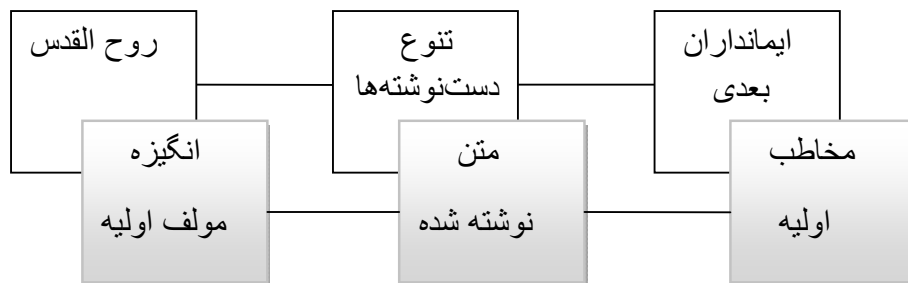 روح القدس
تنوع
دست‌نوشته‌ها
ایمانداران
بعدی
انگیزه
مولف اولیه
متن
نوشته شده
مخاطب
اولیه